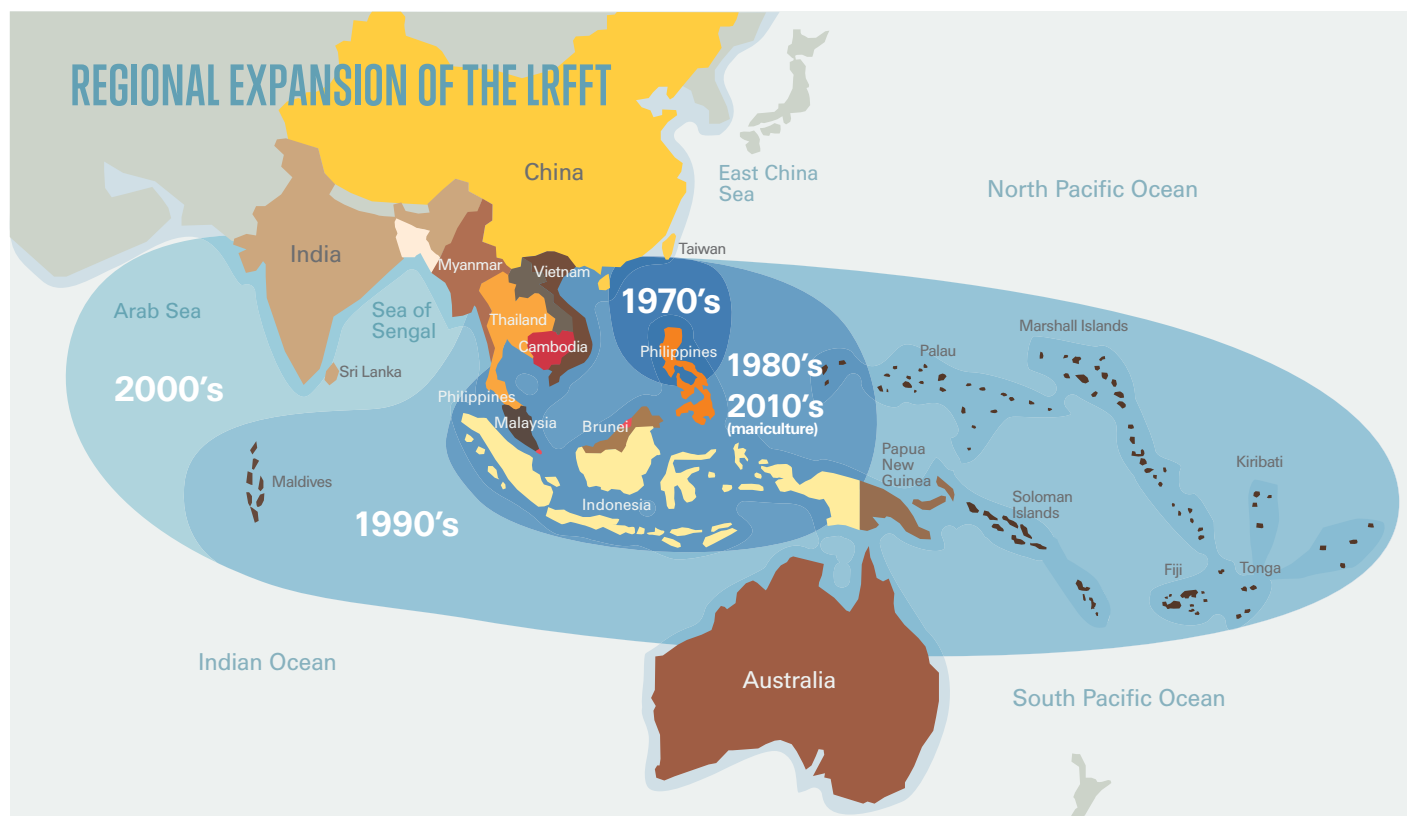 REGIONAL EXPANSION OF THE LRFFT
China
East China
Sea
North Pacific Ocean
Taiwan
India
Myanmar
Vietnam
1970's
Arab Sea
Sea of
Sengal
Thailand
Cambodia
Philippines
Marshall Islands
Palau
1980's
Sri Lanka
2000's
Philippines
2010's
(mariculture)
Malaysia
Brunei
Papua
New
Guinea
Kiribati
Maldives
Indonesia
Soloman
Islands
1990's
Fiji
Tonga
Indian Ocean
Australia
South Pacific Ocean